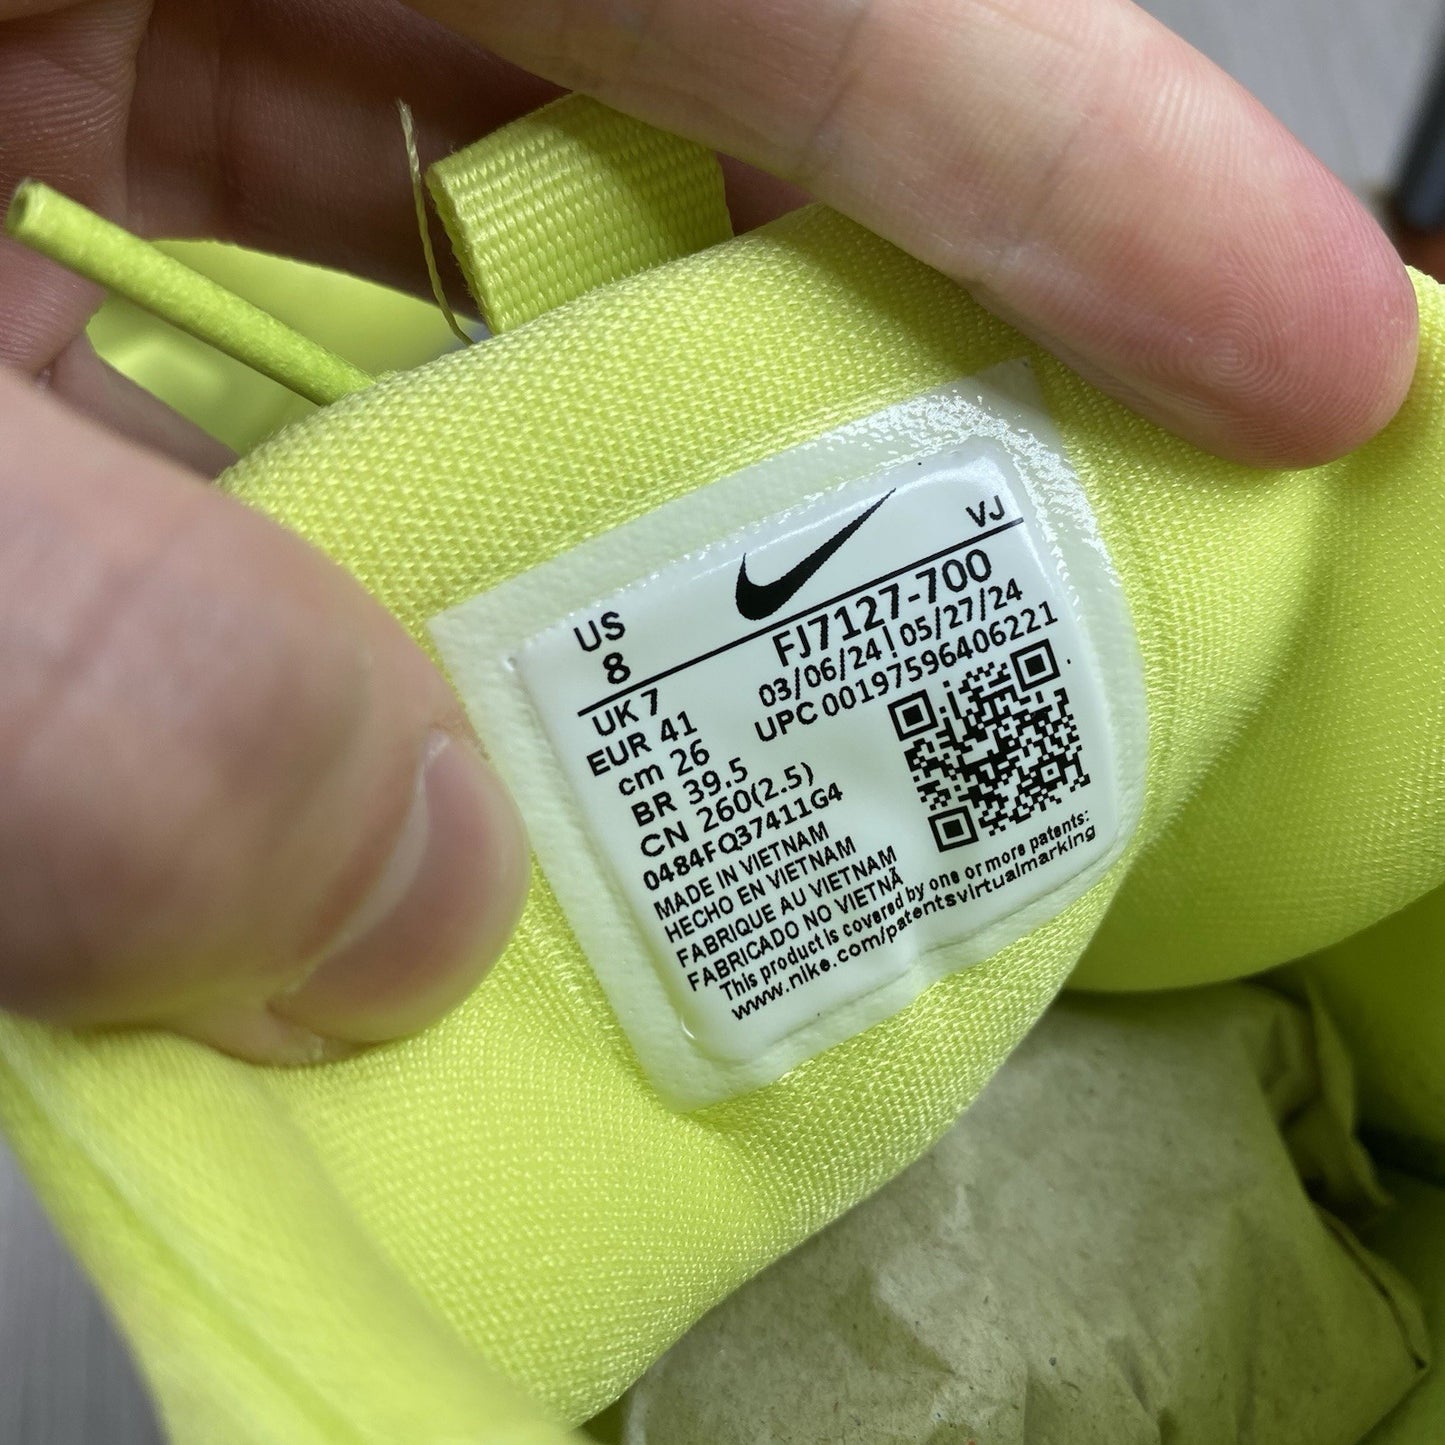 VJ
US
8
FJ7127-700
03/06/24|05/27/24
UPC 00197596406221
UK 7
EUR 41
cm 26
BR 39.5
CN 260(2.5)
0484FQ37411G4
MADE IN VIETNAM
HECHO EN VIETNAM
FABRIQUE AU VIETNAM
FABRICADO NO VIETNÃ
This product is covered by one or more patents:
www.nike.com/patentsvirtualmarking